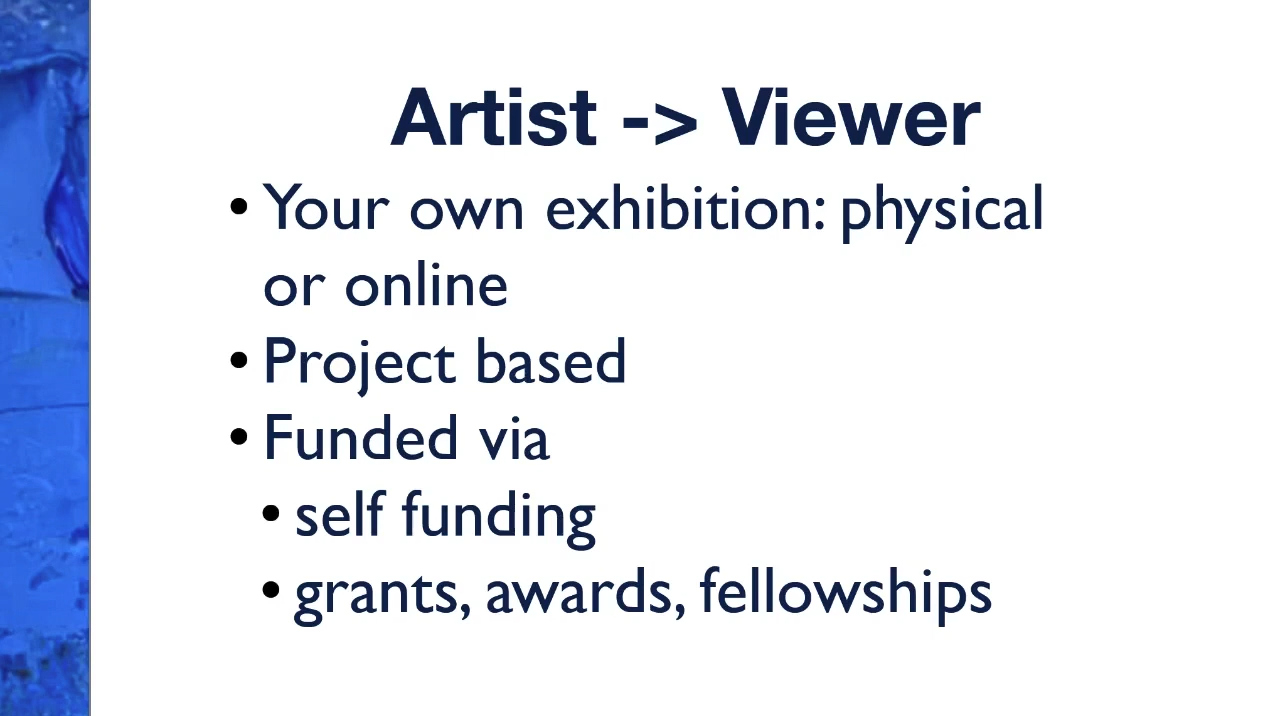 Artist -> Viewer
• Your own exhibition: physical
or online
• Project based
• Funded via
• self funding
• grants, awards, fellowships